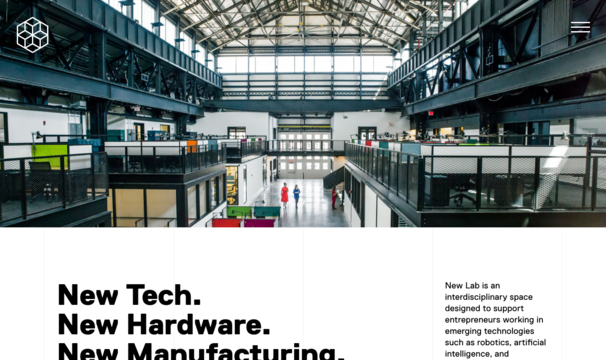 New Tech.
New Hardware.
New Manufacturing.
New Lab is an
interdisciplinary space
designed to support
entrepreneurs working in
emerging technologies
such as robotics, artificial
intelligence, and